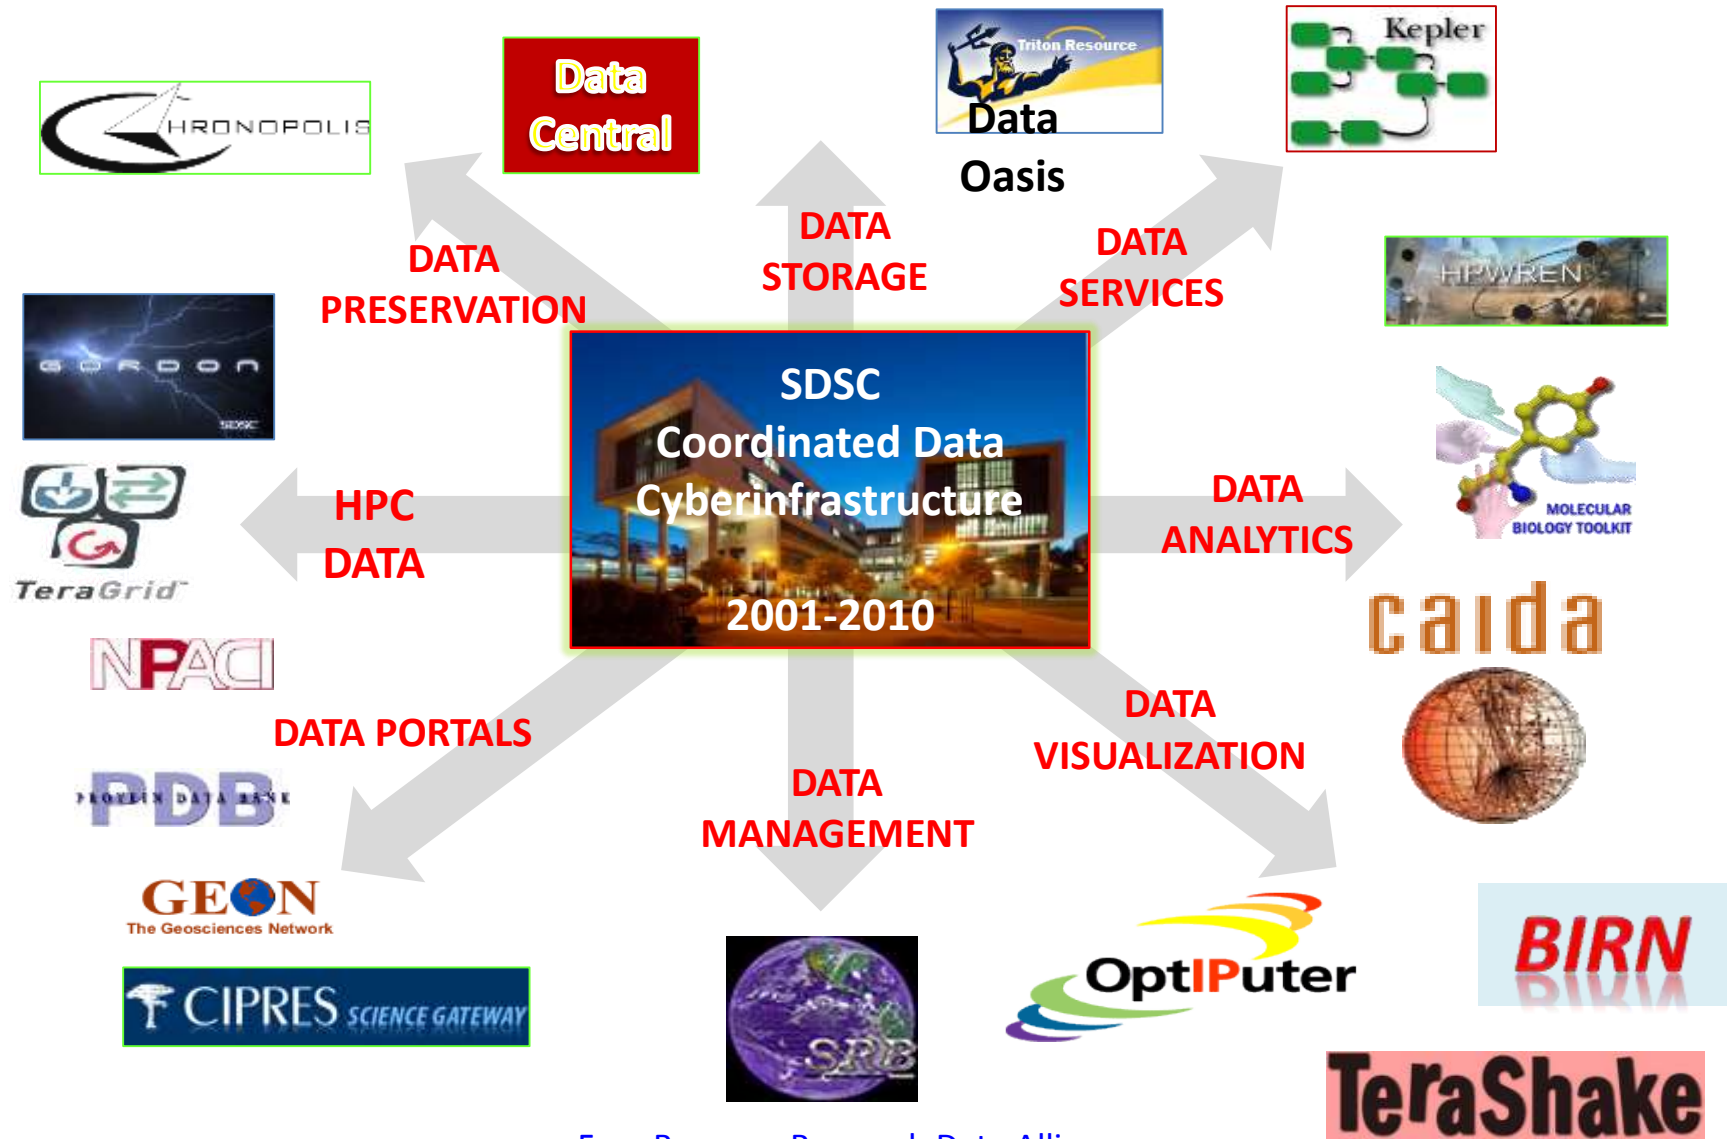 Data
Central
Triton Resource
Data
Oasis
Kepler
HRONOPOLIS
DATA
PRESERVATION
DATA
STORAGE
DATA
SERVICES
HPWREN
GORDON
SDSC
SDSC
Coordinated Data
Cyberinfrastructure
2001-2010
HPC
DATA
TeraGrid™
DATA
ANALYTICS
MOLECULAR
BIOLOGY TOOLKIT
caida
NPACI
DATA PORTALS
DATA
VISUALIZATION
PDB
PROTEIN DATA BANK
DATA
MANAGEMENT
GEON
The Geosciences Network
CIPRES SCIENCE GATEWAY
SRB
OptIPuter
BIRN
TeraShake